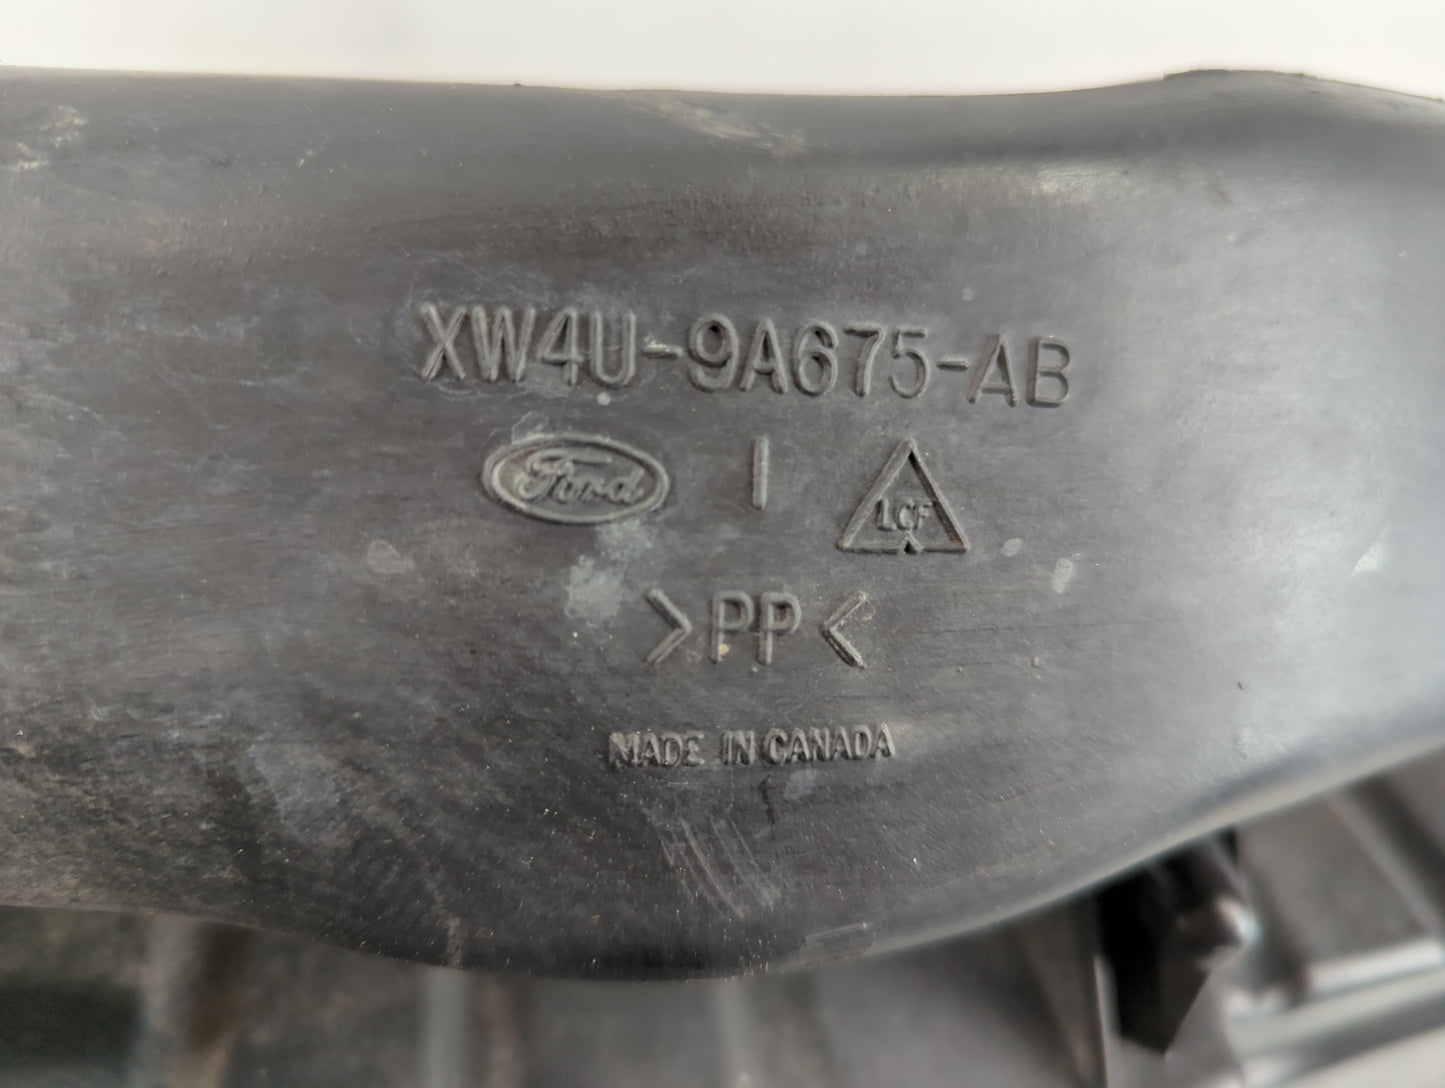 XW4U-9A675-AB
Ford I LCF
>PP<
MADE IN CANADA